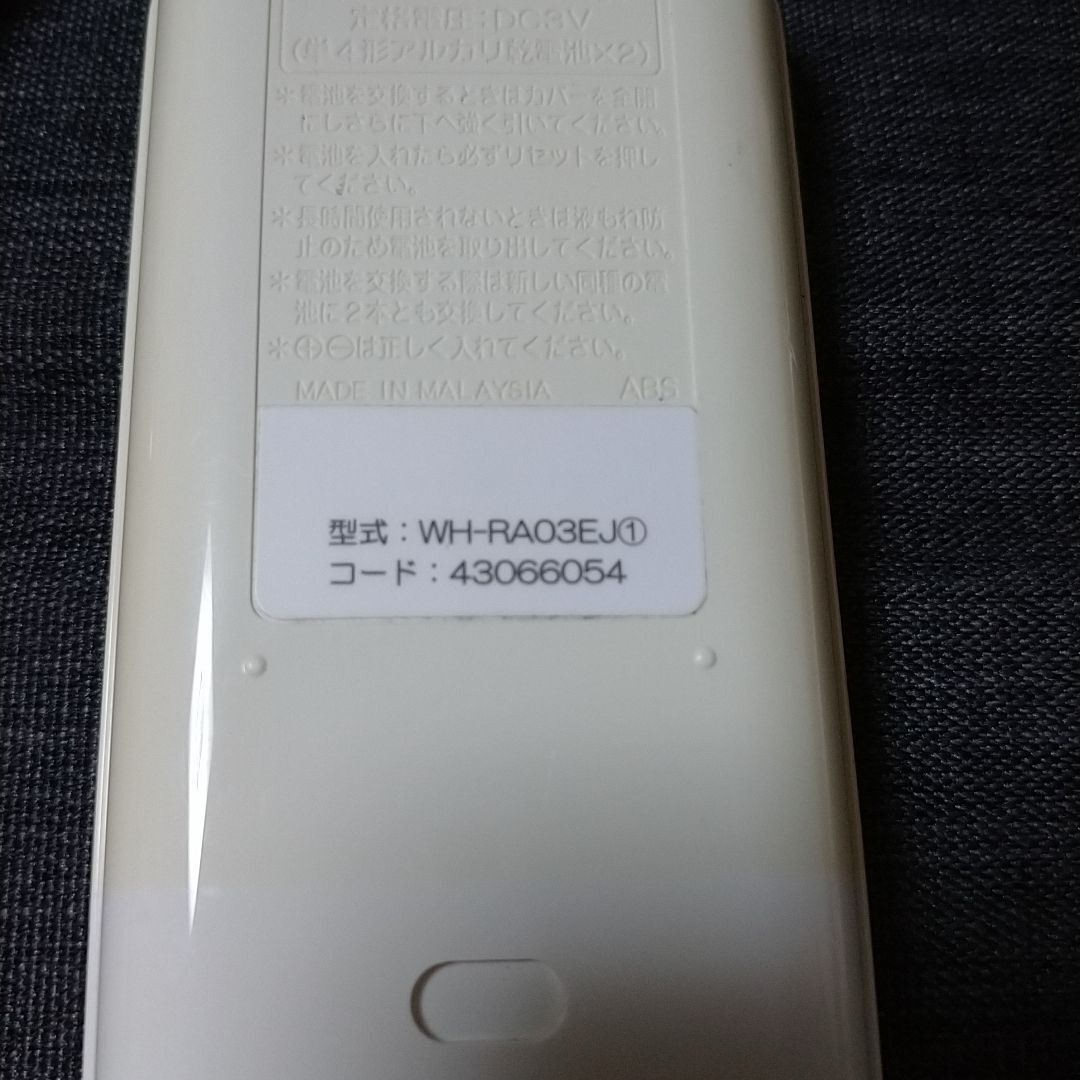 定格電圧:DC3V
(単4形アルカリ乾電池×2)
*電池を交換するときはカバーを全開
にしさらに下へ強く引いてください。
*電池を入れたら必ずリセットを押し
てください。
*長時間使用されないときは液もれ防
止のため電池を取り出してください。
*電池を交換する際は新しい同種の電
池に2本とも交換してください。
*⊕⊖は正しく入れてください。
MADE IN MALAYSIA ABS
型式:WH-RA03EJ①
コード:43066054